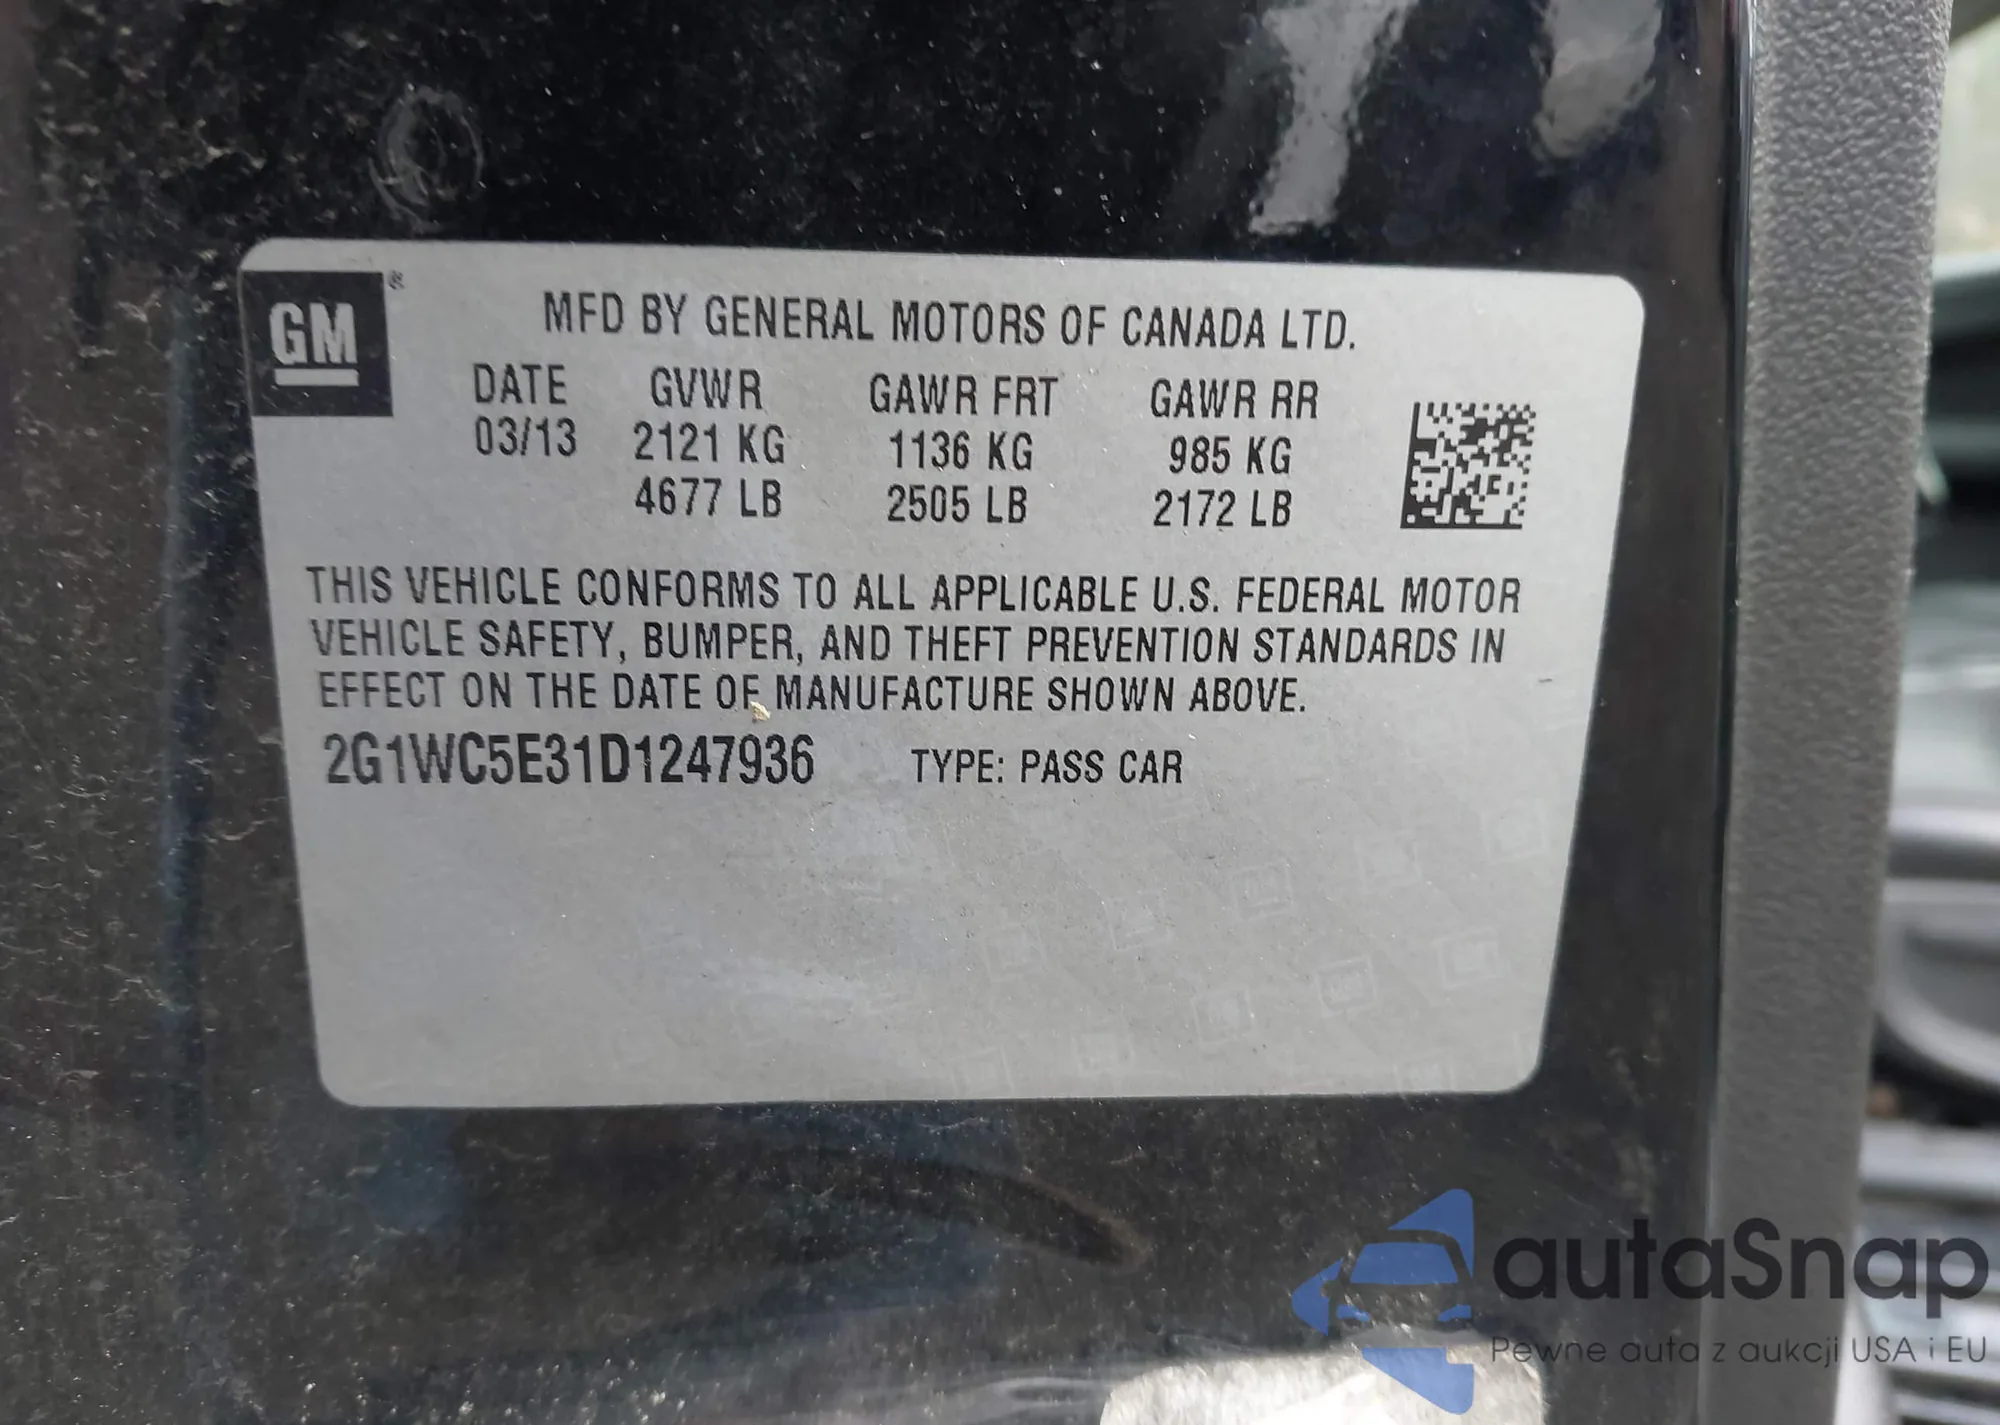 GM ®
MFD BY GENERAL MOTORS OF CANADA LTD.
DATE GVWR GAWR FRT GAWR RR
03/13 2121 KG 1136 KG 985 KG
4677 LB 2505 LB 2172 LB
THIS VEHICLE CONFORMS TO ALL APPLICABLE U.S. FEDERAL MOTOR
VEHICLE SAFETY, BUMPER, AND THEFT PREVENTION STANDARDS IN
EFFECT ON THE DATE OF MANUFACTURE SHOWN ABOVE.
2G1WC5E31D1247936 TYPE: PASS CAR
autoSnap
Pewne auta z aukcji USA i EU